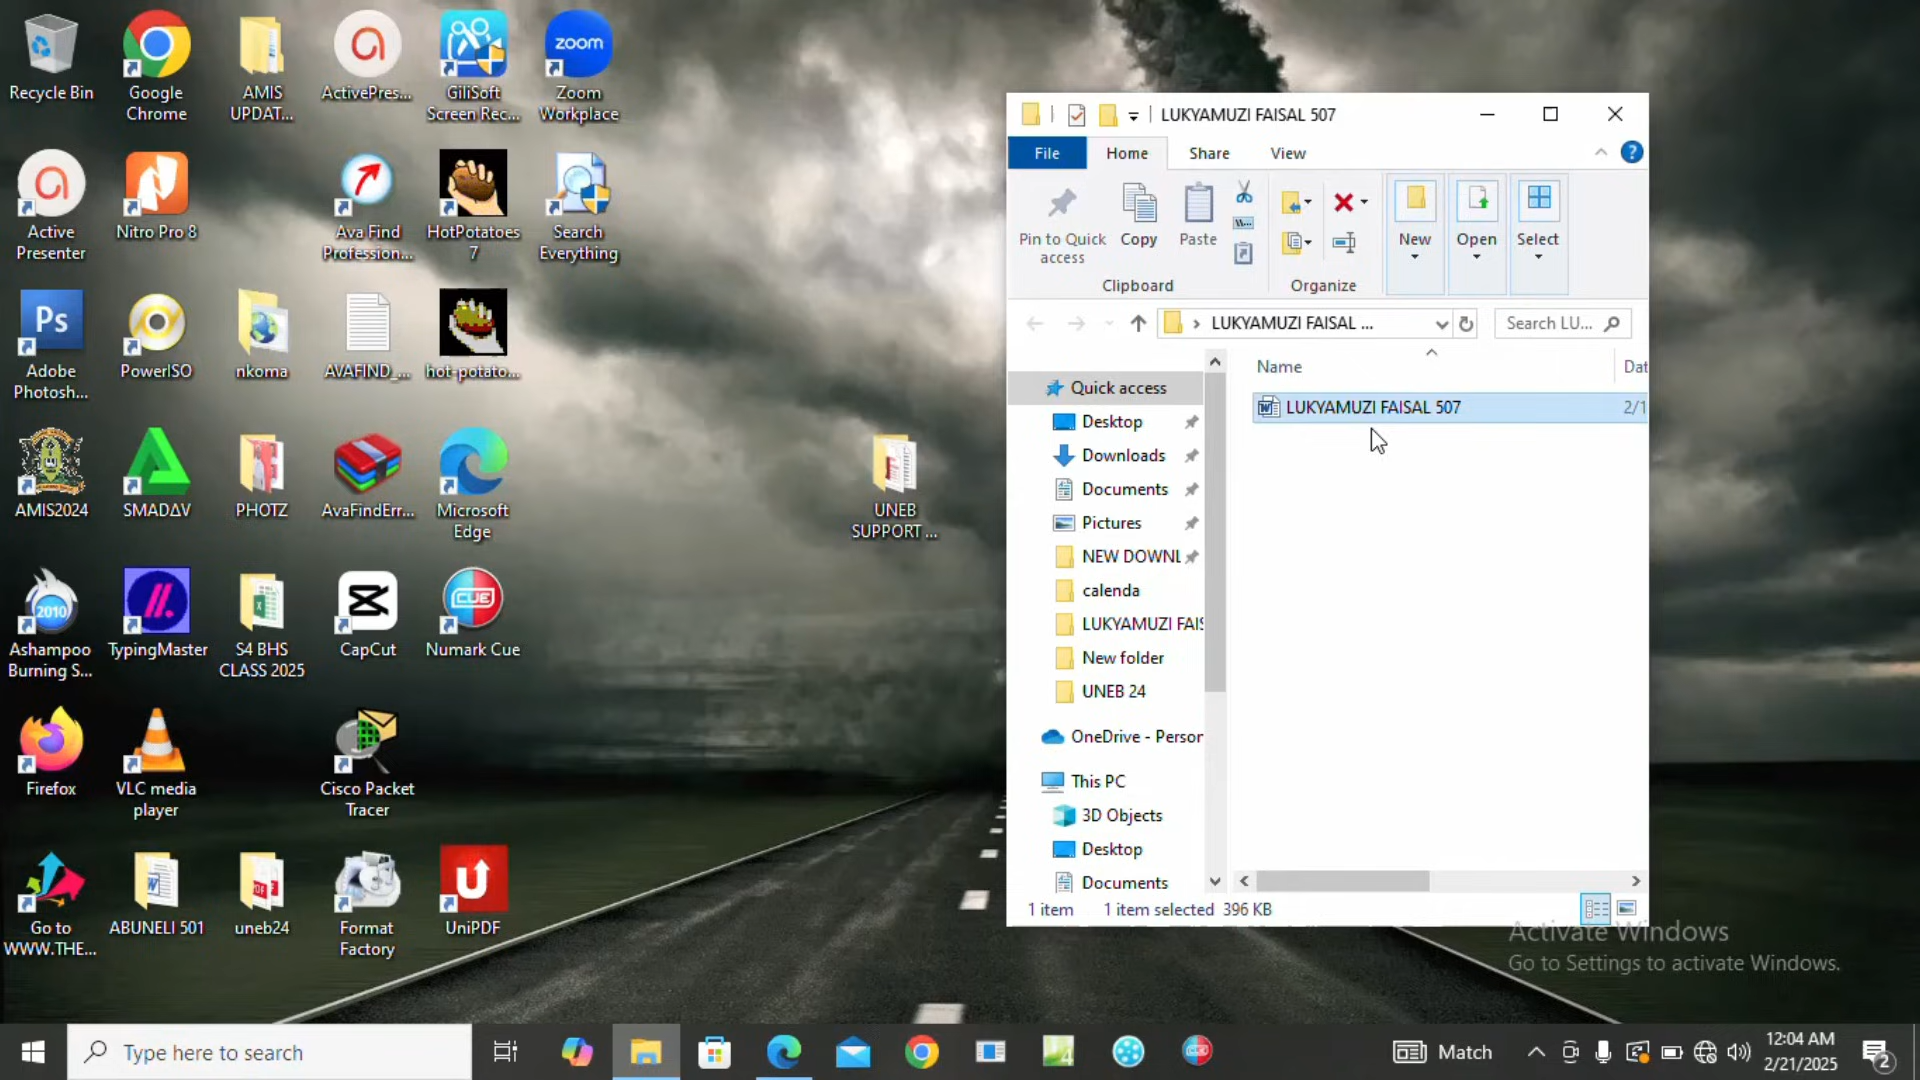 Recycle Bin
Google
Chrome
AMIS
UPDAT...
ActivePres...
GiliSoft
Screen Rec...
zoom
Zoom
Workplace
Active
Presenter
Nitro Pro 8
Ava Find
Profession...
HotPotatoes
7
Search
Everything
Ps
Adobe
Photosh...
PowerISO
nkoma
AVAFIND_...
hot-potato...
AMIS2024
SMADΔV
PHOTZ
AvaFindErr...
Microsoft
Edge
2010
Ashampoo
Burning S...
TypingMaster
S4 BHS
CLASS 2025
CapCut
CUE
Numark Cue
Firefox
VLC media
player
Cisco Packet
Tracer
Go to
WWW.THE...
ABUNELI 501
PDF
uneb24
Format
Factory
UniPDF
UNEB
SUPPORT ...
LUKYAMUZI FAISAL 507
File
Home
Share
View
Pin to Quick
access
Copy
Paste
New
Open
Select
Clipboard
Organize
LUKYAMUZI FAISAL ...
Search LU...
Name
Dat
LUKYAMUZI FAISAL 507
2/1
Quick access
Desktop
Downloads
Documents
Pictures
NEW DOWNL
calenda
LUKYAMUZI FAIS
New folder
UNEB 24
OneDrive - Person
This PC
3D Objects
Desktop
Documents
1 item
1 item selected 396 KB
Activate Windows
Go to Settings to activate Windows.
Type here to search
Match
12:04 AM
2/21/2025
2